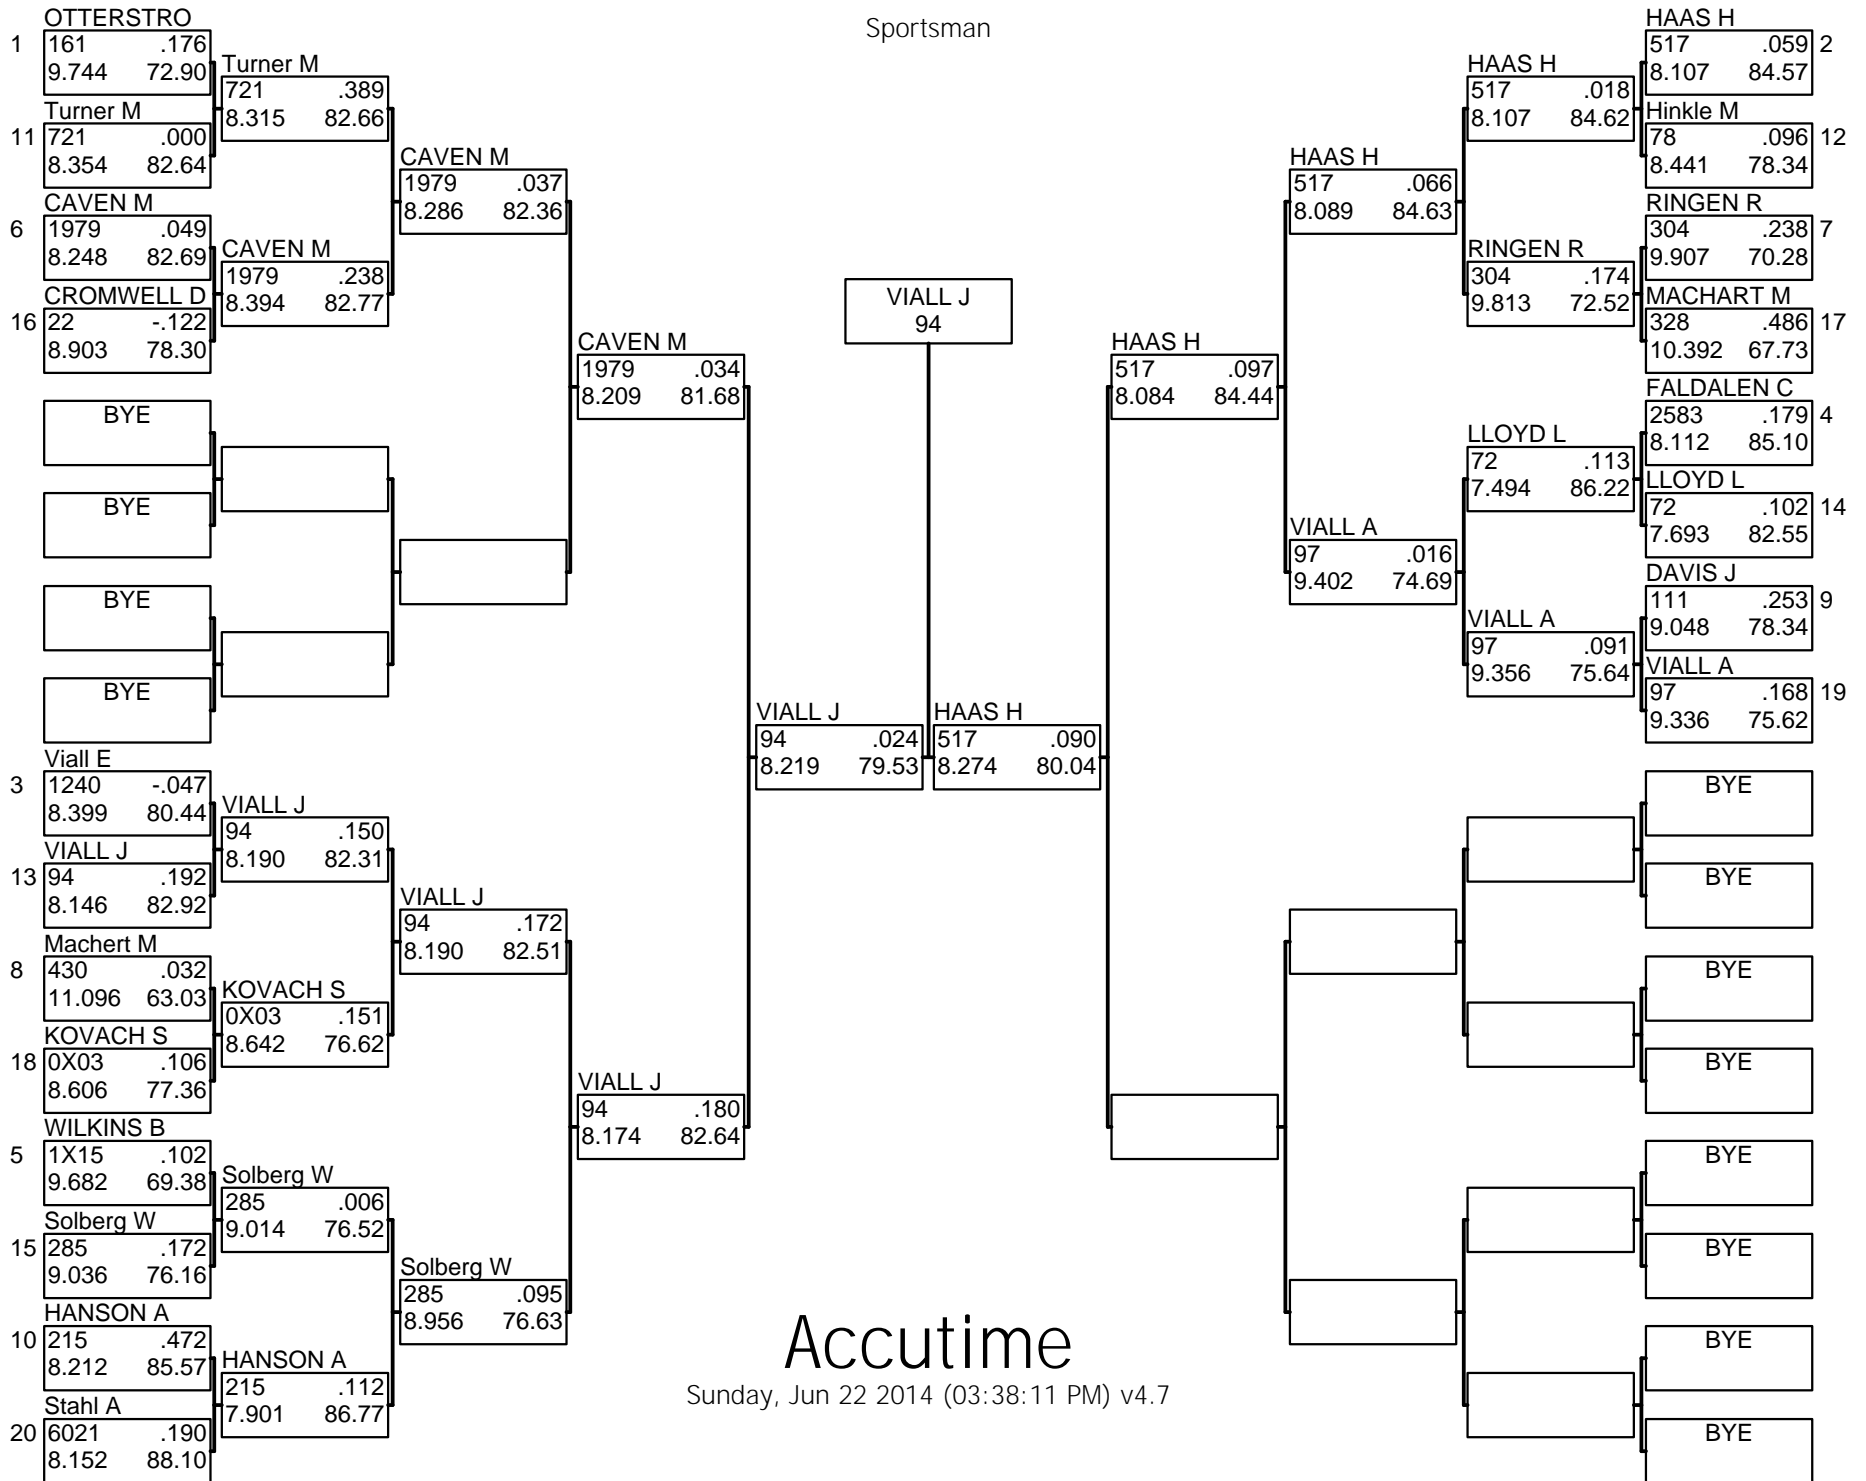 Sportsman
OTTERSTRO
1 161 .176
9.744 72.90
Turner M
11 721 .000
8.354 82.64
CAVEN M
6 1979 .049
8.248 82.69
CROMWELL D
16 22 -.122
8.903 78.30
BYE
BYE
BYE
BYE
Viall E
3 1240 -.047
8.399 80.44
VIALL J
13 94 .192
8.146 82.92
Machert M
8 430 .032
11.096 63.03
KOVACH S
18 0X03 .106
8.606 77.36
WILKINS B
5 1X15 .102
9.682 69.38
Solberg W
15 285 .172
9.036 76.16
HANSON A
10 215 .472
8.212 85.57
Stahl A
20 6021 .190
8.152 88.10
Turner M
721 .389
8.315 82.66
CAVEN M
1979 .238
8.394 82.77
VIALL J
94 .150
8.190 82.31
KOVACH S
0X03 .151
8.642 76.62
Solberg W
285 .006
9.014 76.52
HANSON A
215 .112
7.901 86.77
CAVEN M
1979 .037
8.286 82.36
VIALL J
94 .172
8.190 82.51
Solberg W
285 .095
8.956 76.63
CAVEN M
1979 .034
8.209 81.68
VIALL J
94 .180
8.174 82.64
VIALL J
94 .024
8.219 79.53
VIALL J
94
HAAS H
517 .090
8.274 80.04
HAAS H
517 .097
8.084 84.44
HAAS H
517 .066
8.089 84.63
VIALL A
97 .016
9.402 74.69
HAAS H
517 .018
8.107 84.62
RINGEN R
304 .174
9.813 72.52
LLOYD L
72 .113
7.494 86.22
VIALL A
97 .091
9.356 75.64
HAAS H
517 .059 2
8.107 84.57
Hinkle M
78 .096 12
8.441 78.34
RINGEN R
304 .238 7
9.907 70.28
MACHART M
328 .486 17
10.392 67.73
FALDALEN C
2583 .179 4
8.112 85.10
LLOYD L
72 .102 14
7.693 82.55
DAVIS J
111 .253 9
9.048 78.34
VIALL A
97 .168 19
9.336 75.62
BYE
BYE
BYE
BYE
BYE
BYE
BYE
BYE
Accutime
Sunday, Jun 22 2014 (03:38:11 PM) v4.7